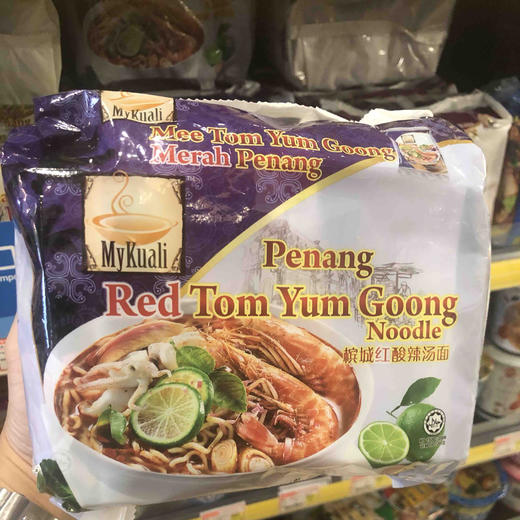 MyKuali
Mee Tom Yum Goong
Merah Penang
MyKuali
Penang
Red Tom Yum Goong
Noodle
槟城红酸辣汤面